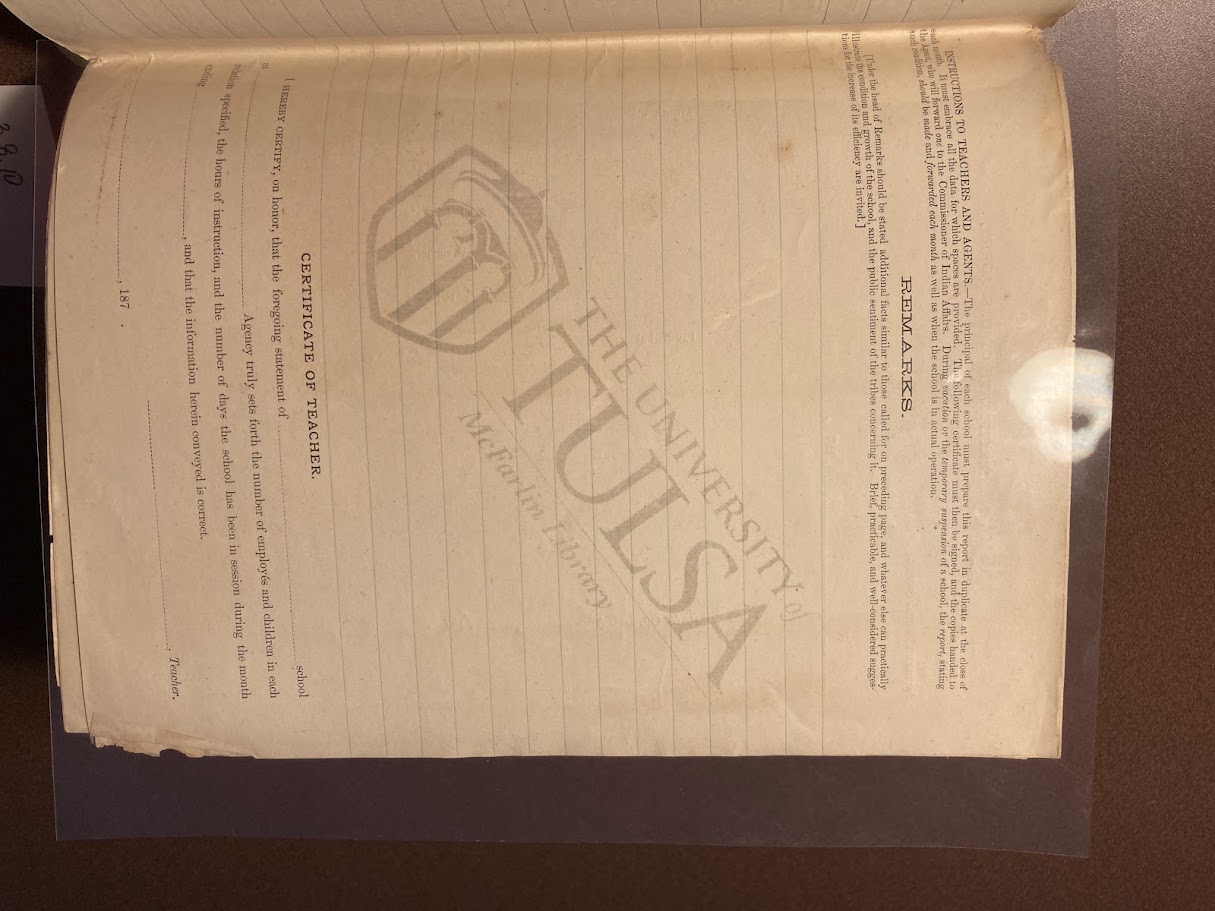 INSTRUCTIONS TO TEACHERS AND AGENTS.—The principal of each school must prepare this report in duplicate at the close of
each month. It must embrace all the data for which spaces are provided. The following certificate must then be signed, and the copies handed to
the Agent, who will forward one to the Commissioner of Indian Affairs. During vacation or the temporary suspension of a school, the report, stating
such condition, should be made and forwarded each month as well as when the school is in actual operation.
REMARKS.
[Under the head of Remarks should be stated additional facts similar to those called for on preceding page, and whatever else can practically
illustrate the condition and growth of the school, and the public sentiment of the tribes concerning it. Brief, practicable, and well-considered sugges-
tions for the increase of its efficiency are invited.]
THE UNIVERSITY of
TULSA
McFarlin Library
CERTIFICATE OF TEACHER.
I HEREBY CERTIFY, on honor, that the foregoing statement of school
at Agency truly sets forth the number of employés and children in each
relation specified, the hours of instruction, and the number of days the school has been in session during the month
ending , and that the information herein conveyed is correct.
, Teacher.
, 187 .
3.8.10